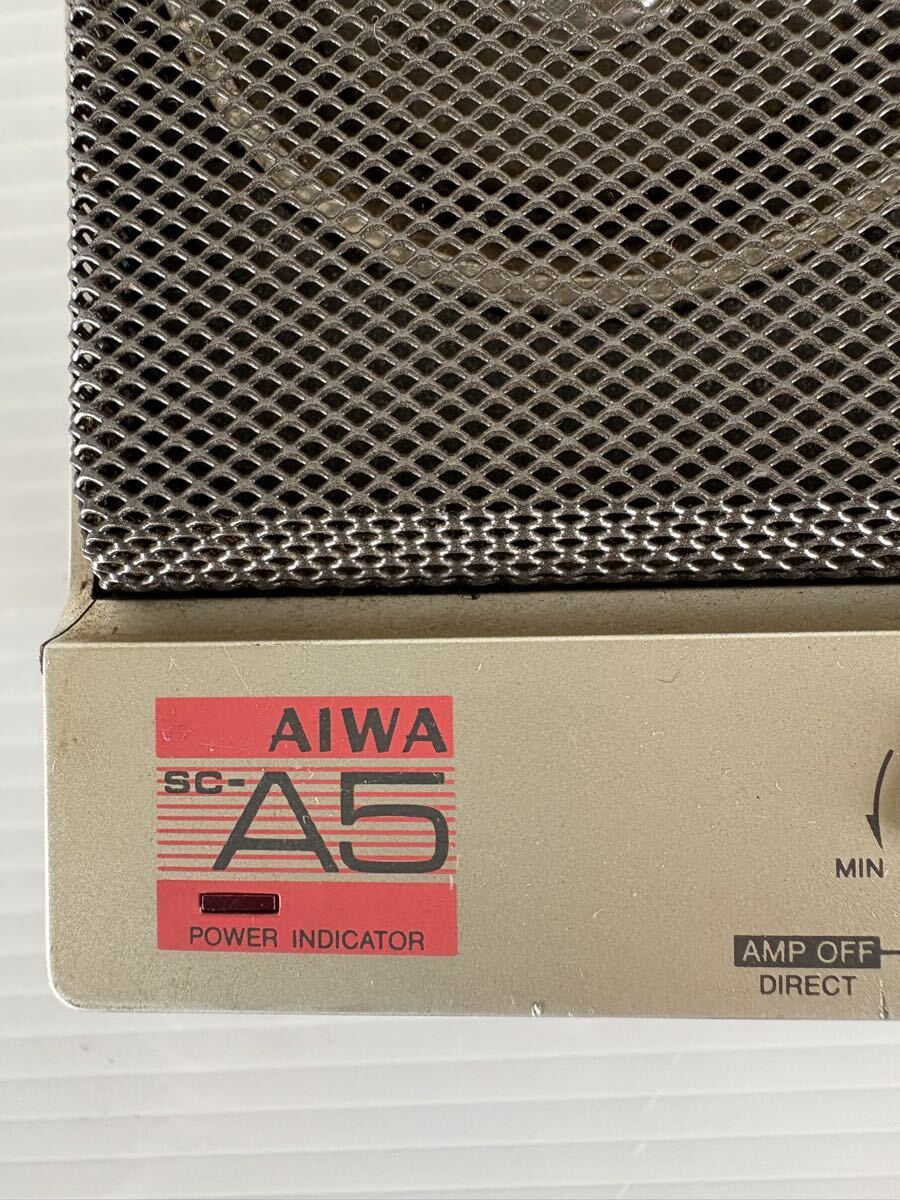 AIWA
SC-A5
POWER INDICATOR
MIN
AMP OFF
DIRECT